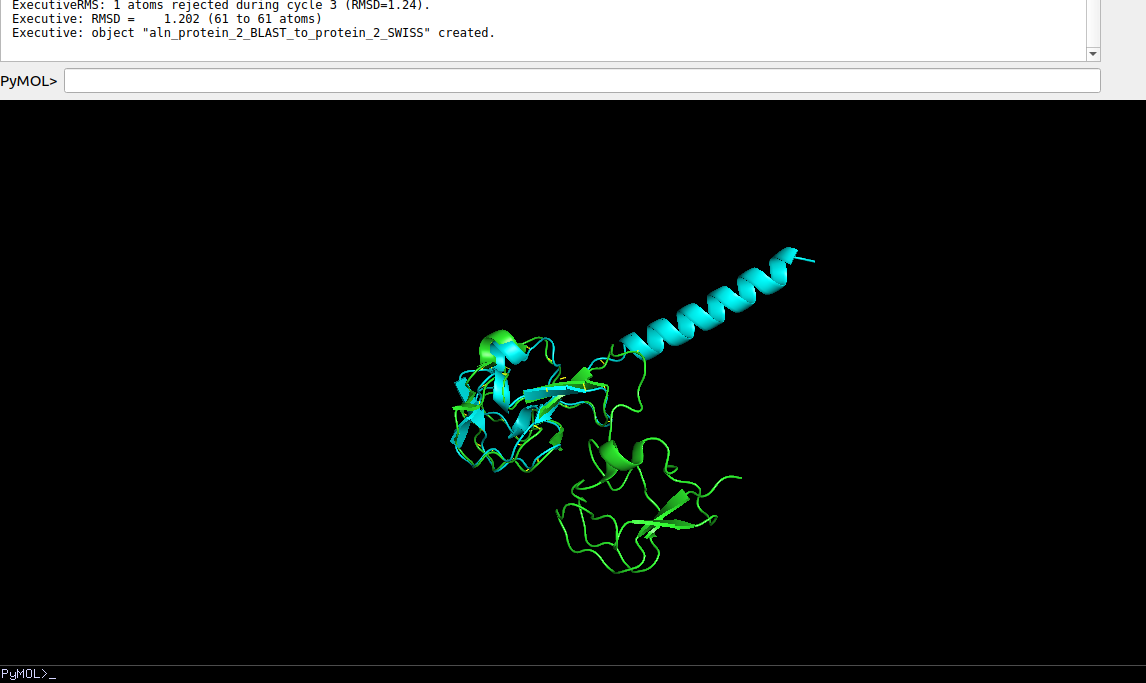 ExecutiveRMS: 1 atoms rejected during cycle 3 (RMSD=1.24).
Executive: RMSD =    1.202 (61 to 61 atoms)
Executive: object "aln_protein_2_BLAST_to_protein_2_SWISS" created.
PyMOL>
PyMOL>_